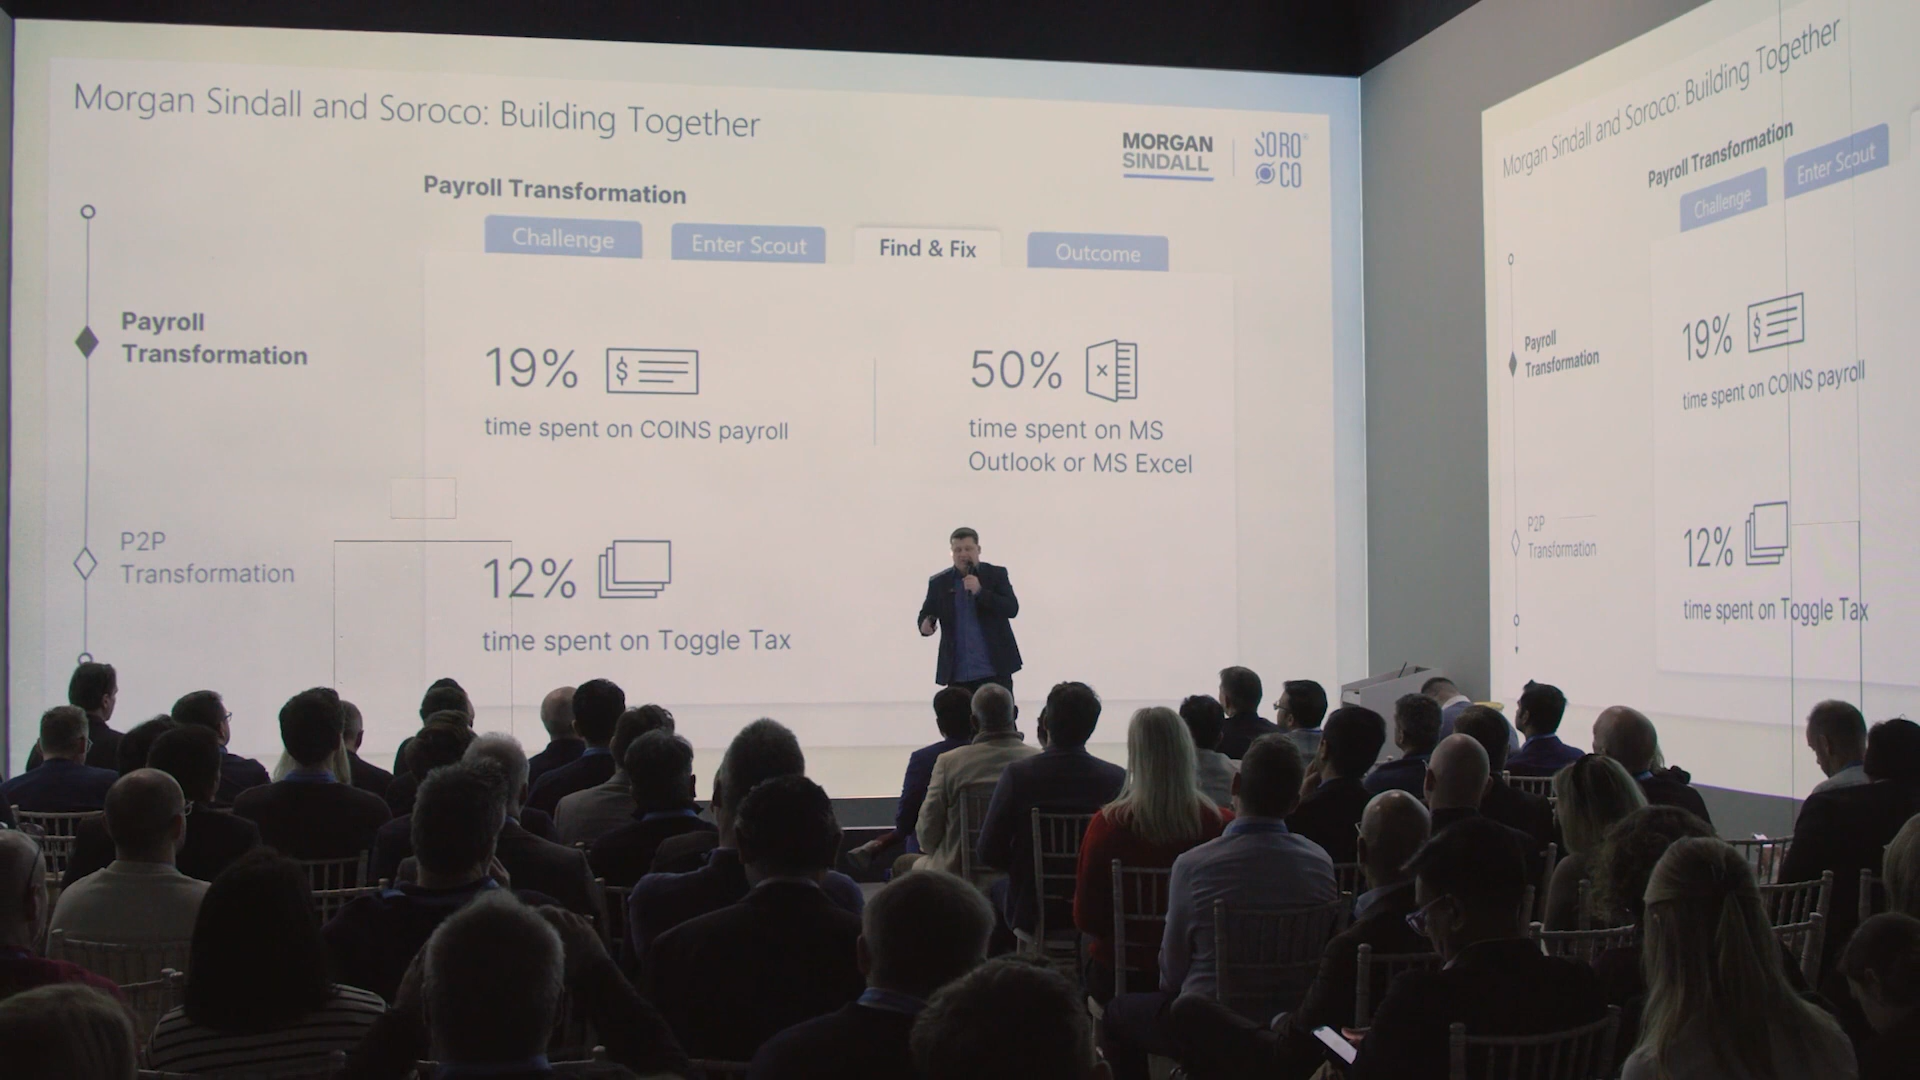 Morgan Sindall and Soroco: Building Together
MORGAN
SINDALL
SORO
CO
Payroll Transformation
Challenge
Enter Scout
Find & Fix
Outcome
Payroll
Transformation
P2P
Transformation
19%
$
time spent on COINS payroll
50%
x
time spent on MS
Outlook or MS Excel
12%
time spent on Toggle Tax
Morgan Sindall and Soroco: Building Together
Payroll Transformation
Challenge
Enter Scout
Payroll
Transformation
P2P
Transformation
19%
$
time spent on COINS payroll
12%
time spent on Toggle Tax